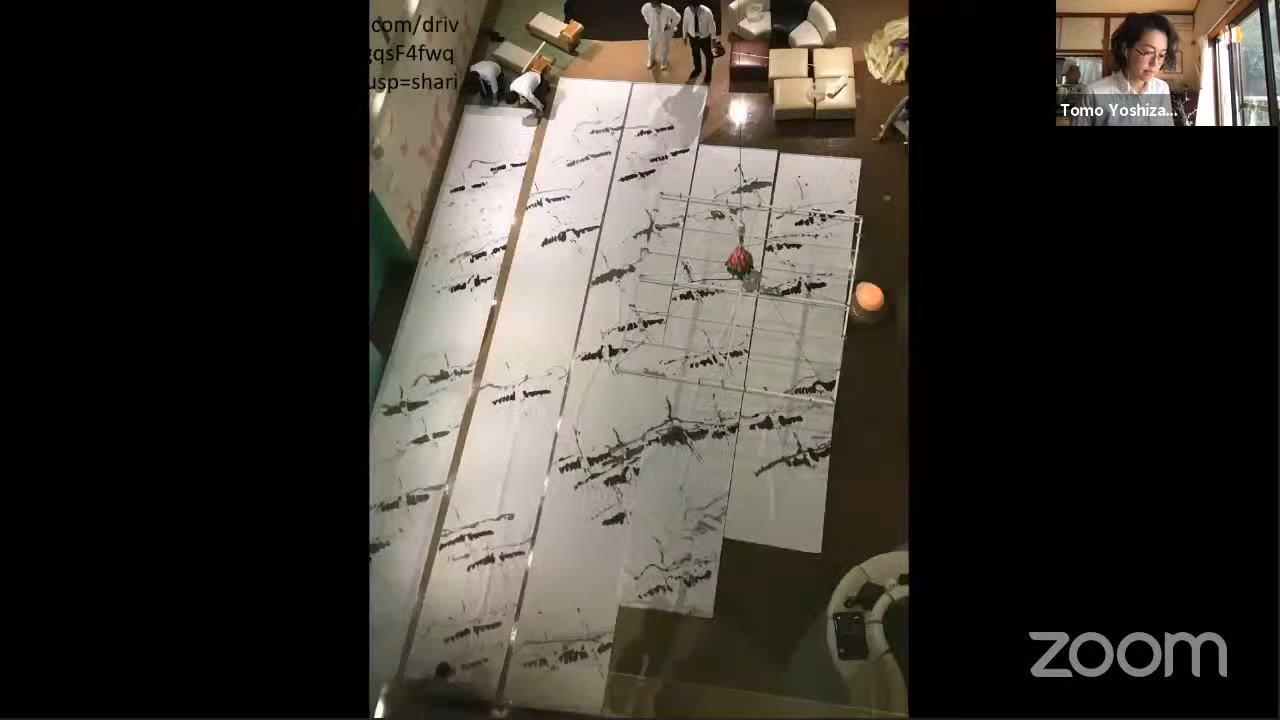 .com/driv
gqsF4fwq
usp=shari
Tomo Yoshiza...
zoom